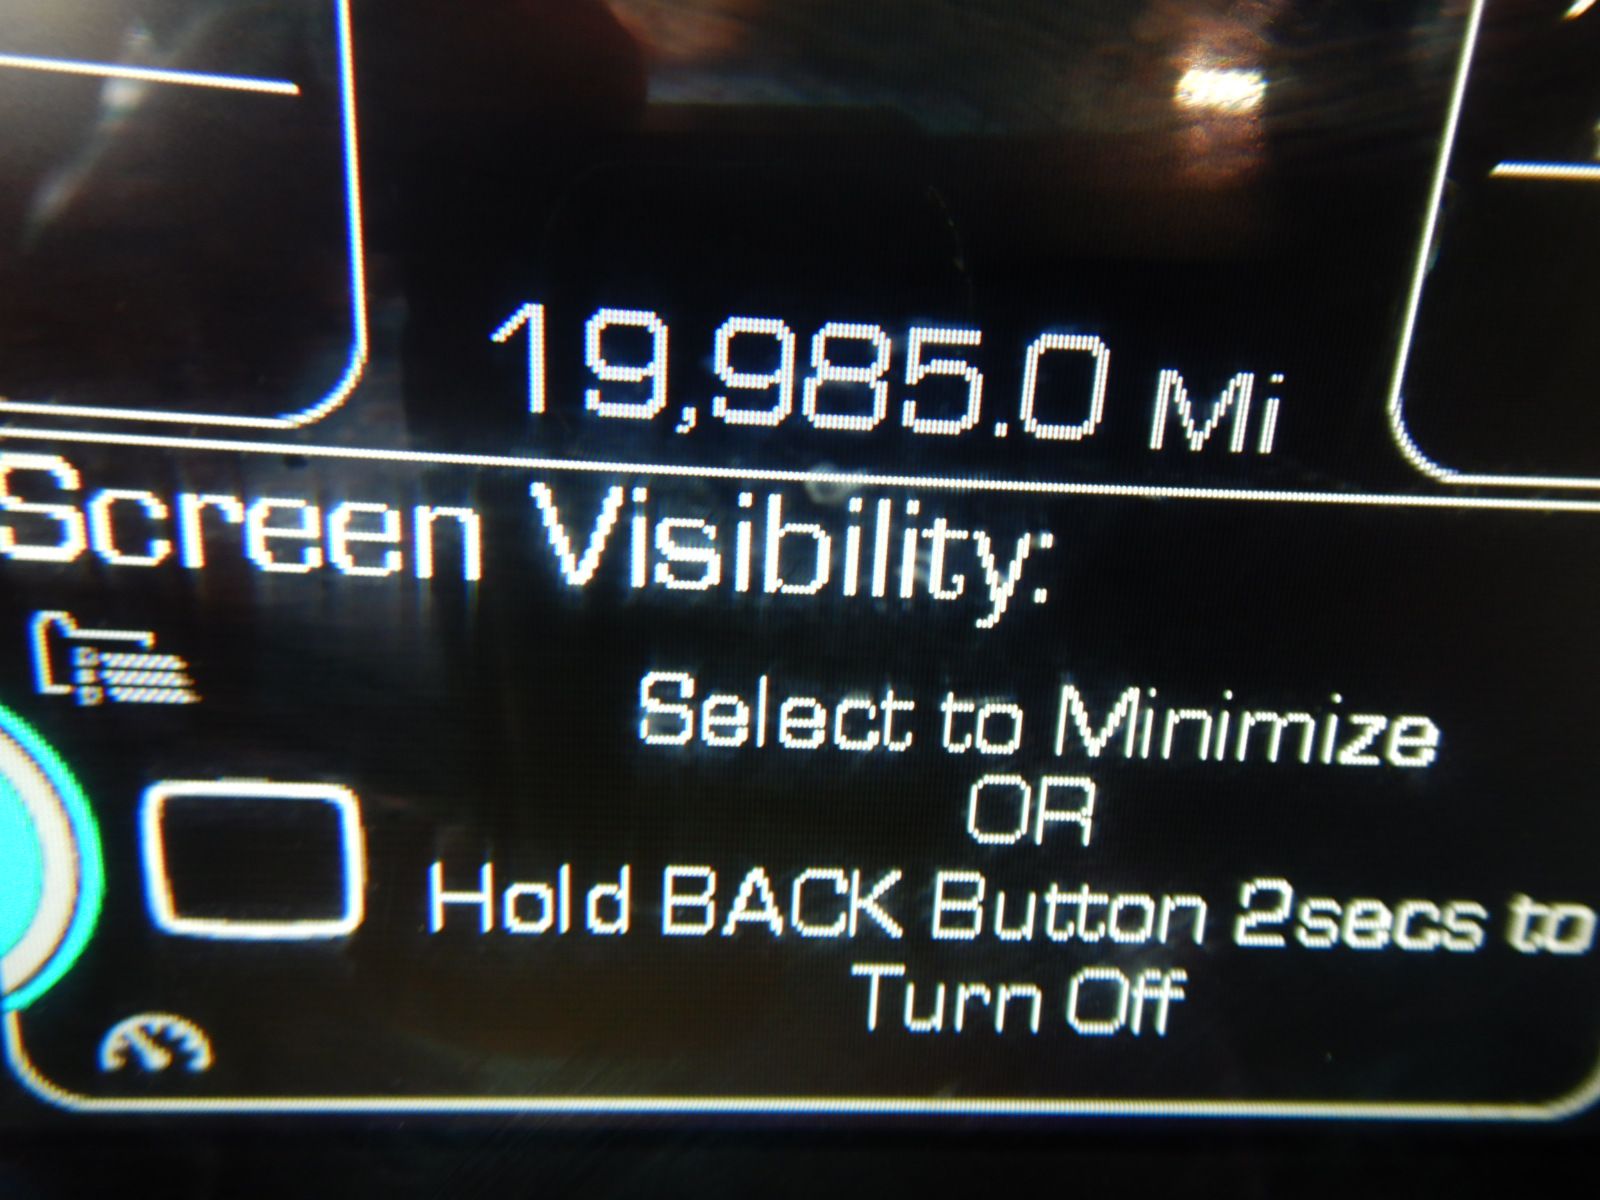 19,985.0 Mi
Screen Visibility:
Select to Minimize
OR
Hold BACK Button 2secs to
Turn Off